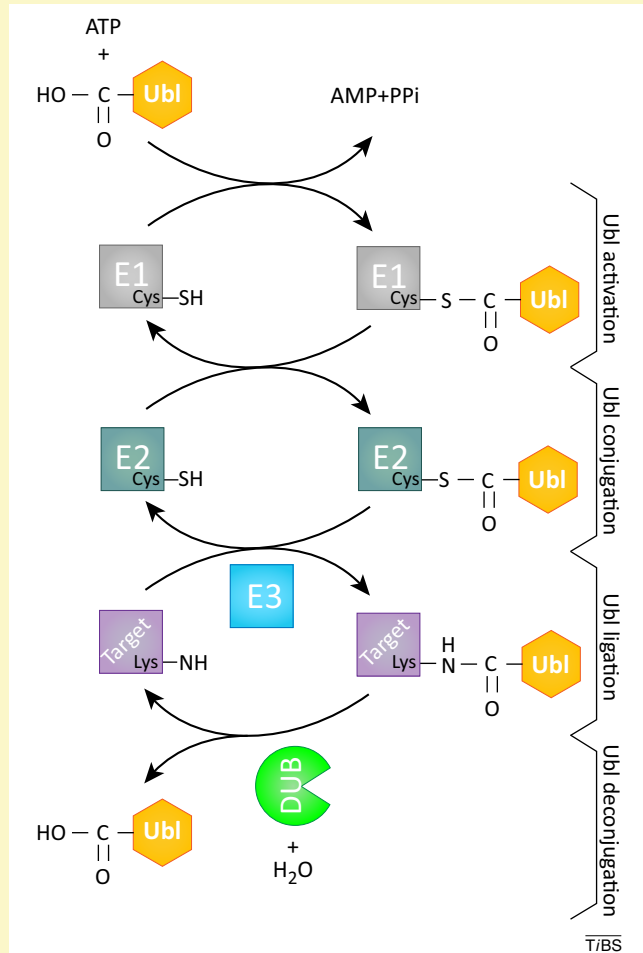 ATP
+
HO — C — Ubl
O
AMP+PPi
E1
Cys — SH
E1
Cys — S — C — Ubl
O
Ubl activation
E2
Cys — SH
E2
Cys — S — C — Ubl
O
Ubl conjugation
E3
Target
Lys — NH
Target
H
Lys — N — C — Ubl
O
Ubl ligation
DUB
+
H₂O
HO — C — Ubl
O
Ubl deconjugation
TiBS